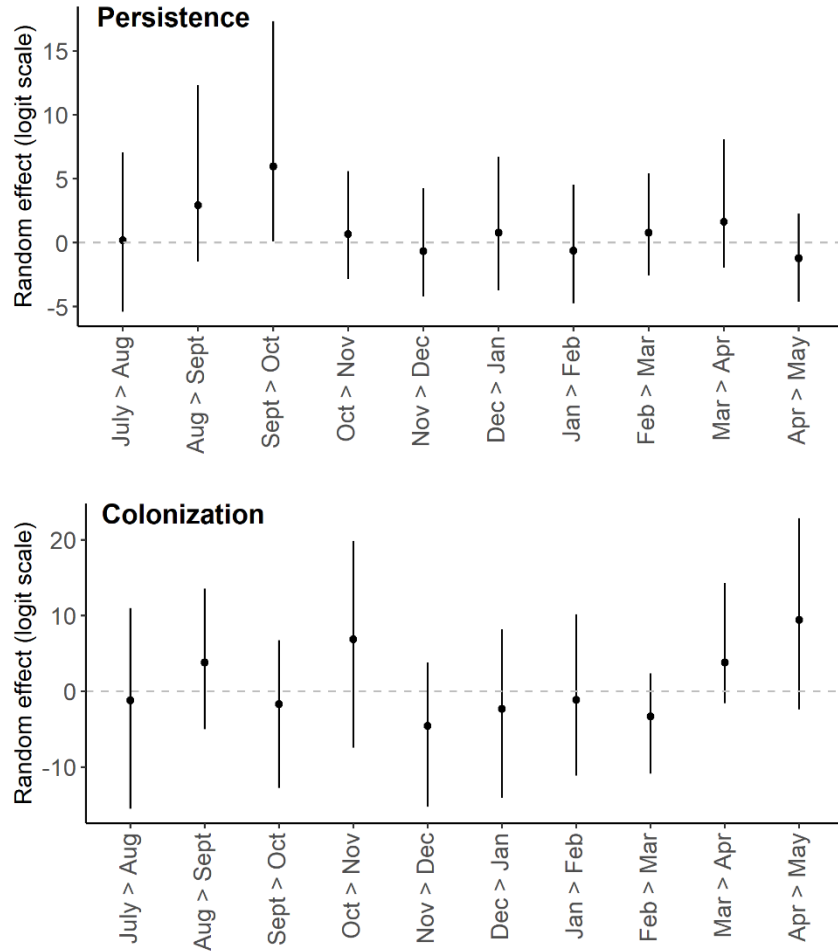 Persistence
Random effect (logit scale)
15
10
5
0
-5
July > Aug
Aug > Sept
Sept > Oct
Oct > Nov
Nov > Dec
Dec > Jan
Jan > Feb
Feb > Mar
Mar > Apr
Apr > May
Colonization
Random effect (logit scale)
20
10
0
-10
July > Aug
Aug > Sept
Sept > Oct
Oct > Nov
Nov > Dec
Dec > Jan
Jan > Feb
Feb > Mar
Mar > Apr
Apr > May